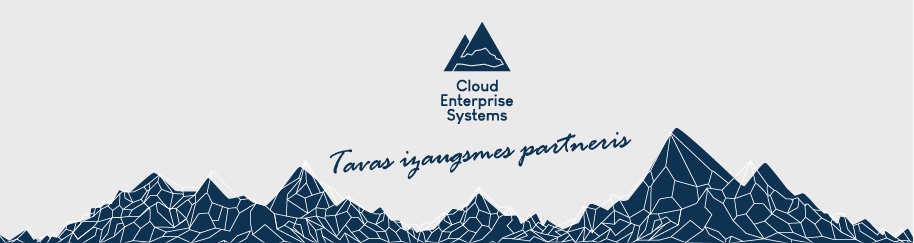 Cloud
Enterprise
Systems
Tavas izaugsmes partneris